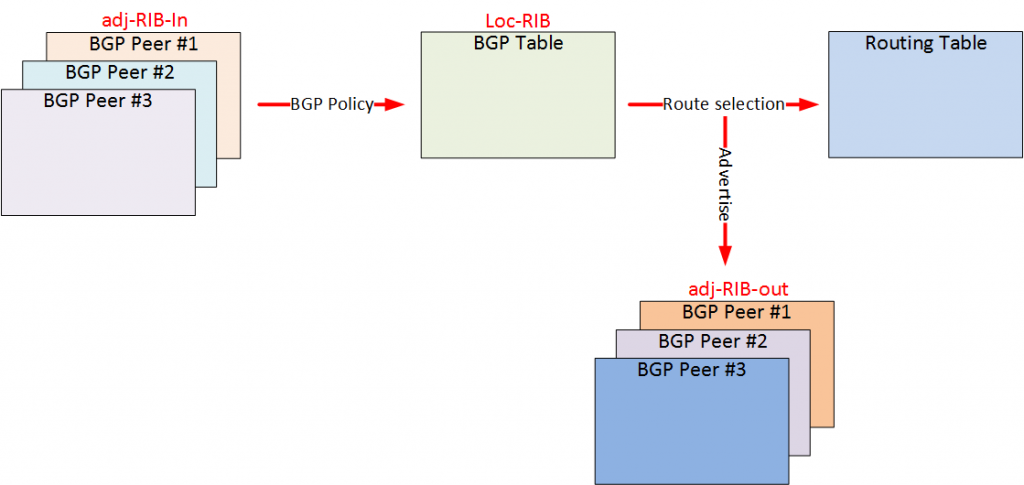 adj-RIB-In
BGP Peer #1
BGP Peer #2
BGP Peer #3
BGP Policy
Loc-RIB
BGP Table
Route selection
Routing Table
Advertise
adj-RIB-out
BGP Peer #1
BGP Peer #2
BGP Peer #3